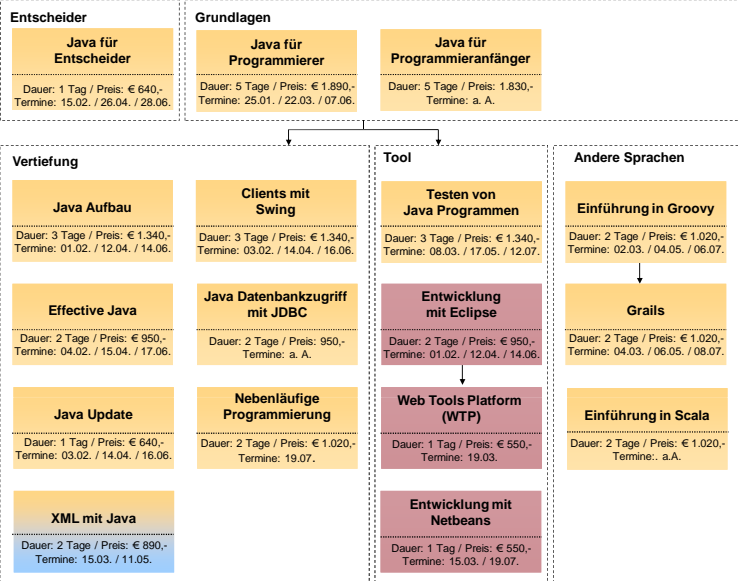 Entscheider
Java für
Entscheider
Dauer: 1 Tag / Preis: € 640,-
Termine: 15.02. / 26.04. / 28.06.
Grundlagen
Java für
Programmierer
Dauer: 5 Tage / Preis: € 1.890,-
Termine: 25.01. / 22.03. / 07.06.
Java für
Programmieranfänger
Dauer: 5 Tage / Preis: 1.830,-
Termine: a. A.
Vertiefung
Java Aufbau
Dauer: 3 Tage / Preis: € 1.340,-
Termine: 01.02. / 12.04. / 14.06.
Effective Java
Dauer: 2 Tage / Preis: € 950,-
Termine: 04.02. / 15.04. / 17.06.
Java Update
Dauer: 1 Tag / Preis: € 640,-
Termine: 03.02. / 14.04. / 16.06.
XML mit Java
Dauer: 2 Tage / Preis: € 890,-
Termine: 15.03. / 11.05.
Clients mit
Swing
Dauer: 3 Tage / Preis: € 1.340,-
Termine: 03.02. / 14.04. / 16.06.
Java Datenbankzugriff
mit JDBC
Dauer: 2 Tage / Preis: 950,-
Termine: a. A.
Nebenläufige
Programmierung
Dauer: 2 Tage / Preis: € 1.020,-
Termine: 19.07.
Tool
Testen von
Java Programmen
Dauer: 3 Tage / Preis: € 1.340,-
Termine: 08.03. / 17.05. / 12.07.
Entwicklung
mit Eclipse
Dauer: 2 Tage / Preis: € 950,-
Termine: 01.02. / 12.04. / 14.06.
Web Tools Platform
(WTP)
Dauer: 1 Tag / Preis: € 550,-
Termine: 19.03.
Entwicklung mit
Netbeans
Dauer: 1 Tag / Preis: € 550,-
Termine: 15.03. / 19.07.
Andere Sprachen
Einführung in Groovy
Dauer: 2 Tage / Preis: € 1.020,-
Termine: 02.03. / 04.05. / 06.07.
Grails
Dauer: 2 Tage / Preis: € 1.020,-
Termine: 04.03. / 06.05. / 08.07.
Einführung in Scala
Dauer: 2 Tage / Preis: € 1.020,-
Termine:. a.A.